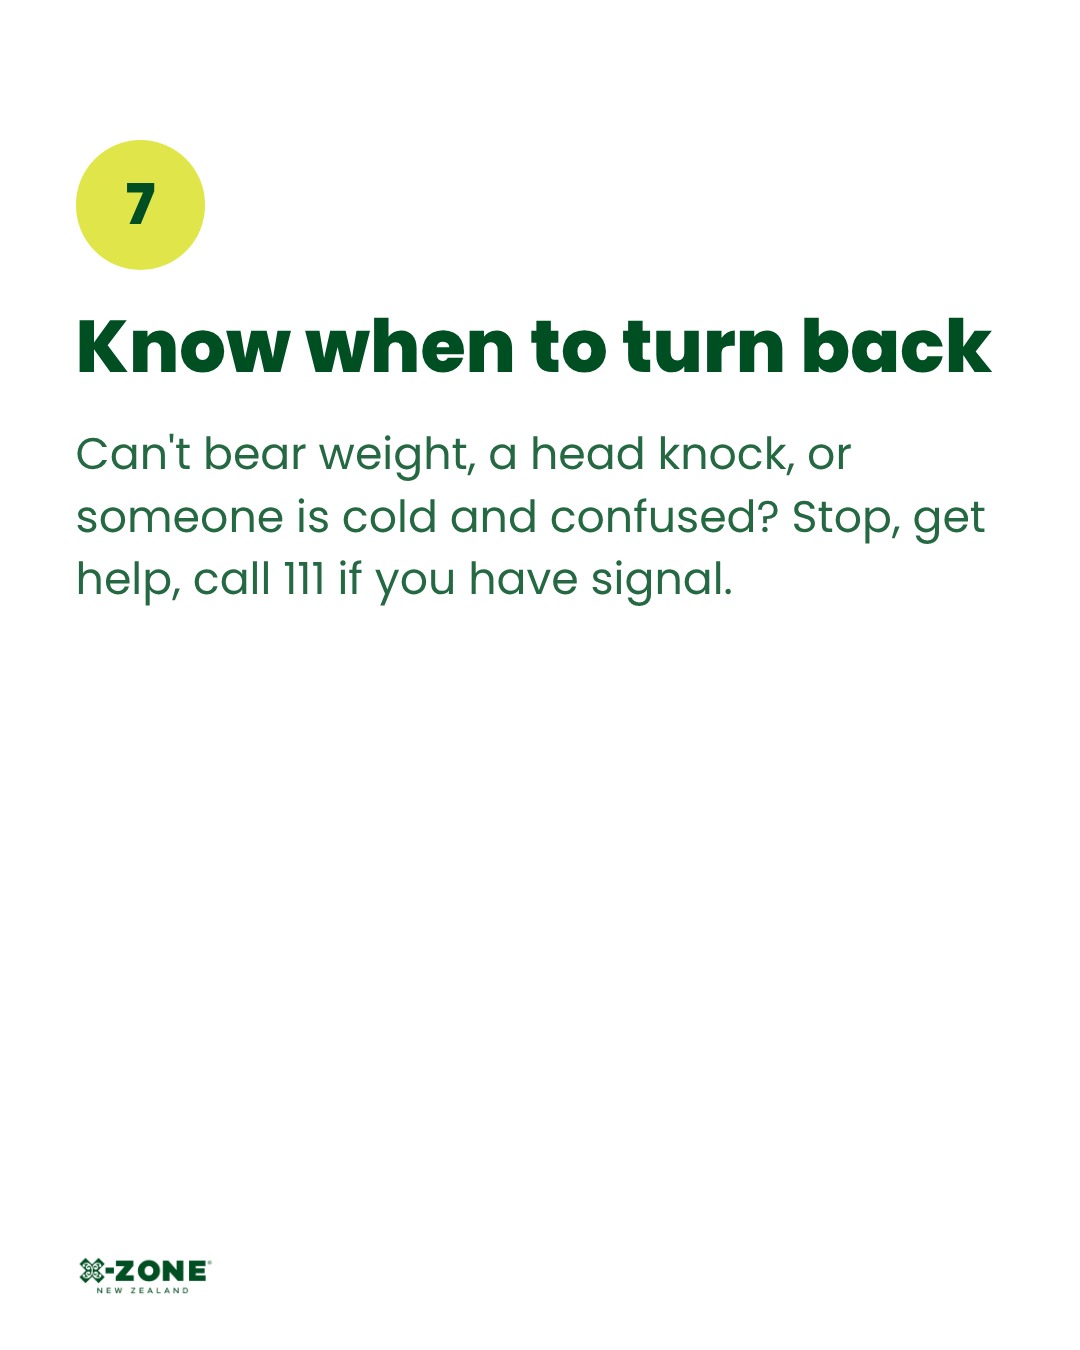 7
Know when to turn back
Can't bear weight, a head knock, or
someone is cold and confused? Stop, get
help, call 111 if you have signal.
X-ZONE®
NEW ZEALAND